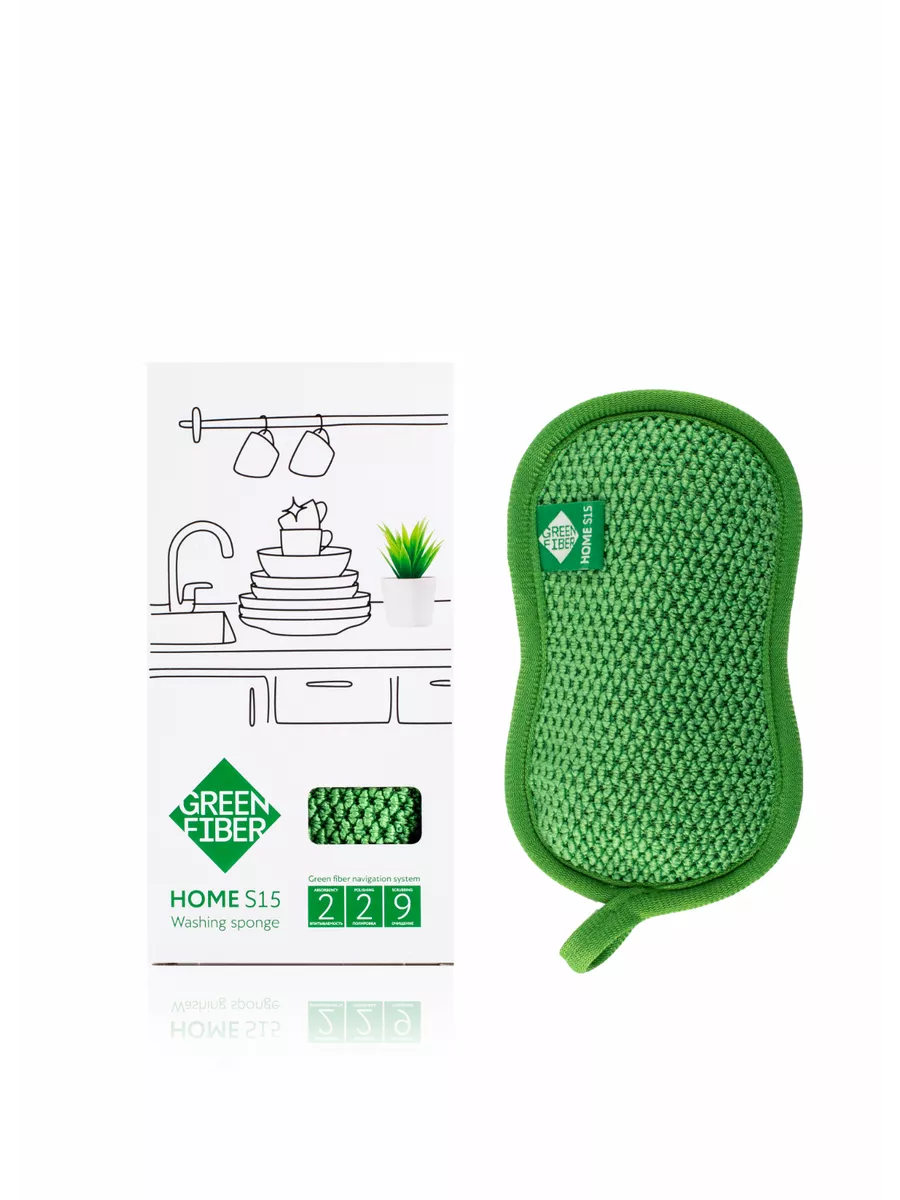 GREEN
FIBER
HOME S15
Washing sponge
Green fiber navigation system
ABSORBENCY POLISHING SCRUBBING
2 2 9
ВПИТЫВАЕМОСТЬ ПОЛИРОВКА ОЧИЩЕНИЕ
GREEN
FIBER
HOME S15